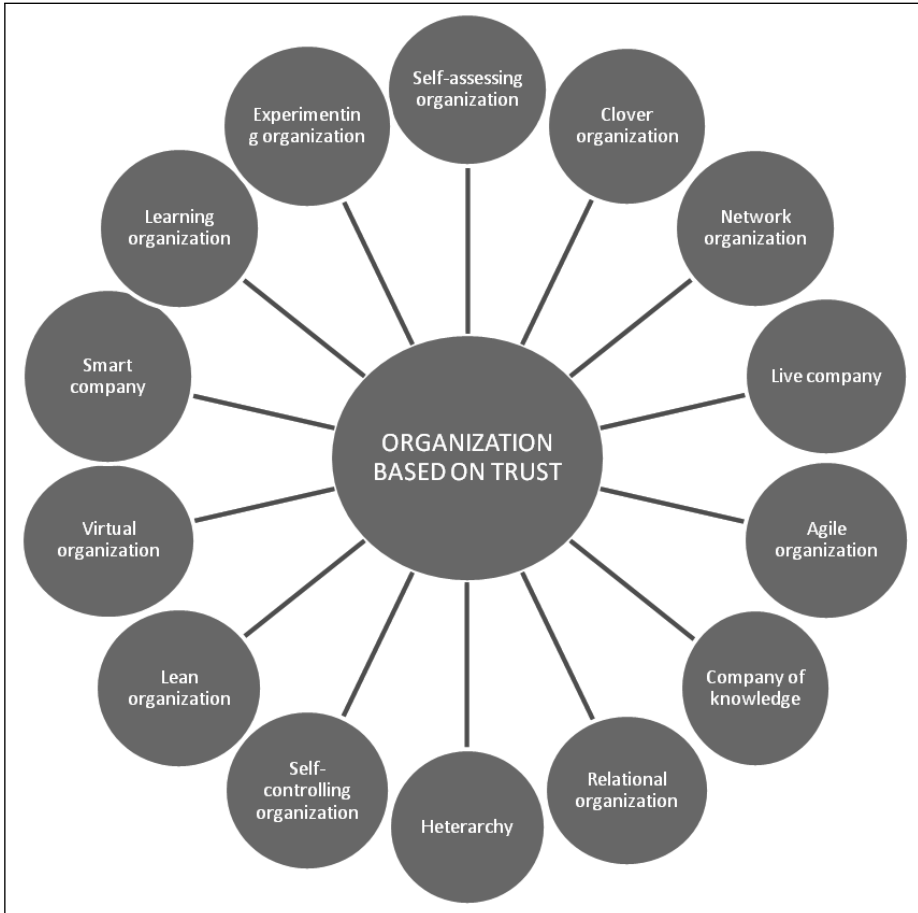 Self-assessing
organization
Clover
organization
Network
organization
Live company
Agile
organization
Company of
knowledge
Relational
organization
Heterarchy
Self-
controlling
organization
Lean
organization
Virtual
organization
Smart
company
Learning
organization
Experimentin
g organization
ORGANIZATION
BASED ON TRUST